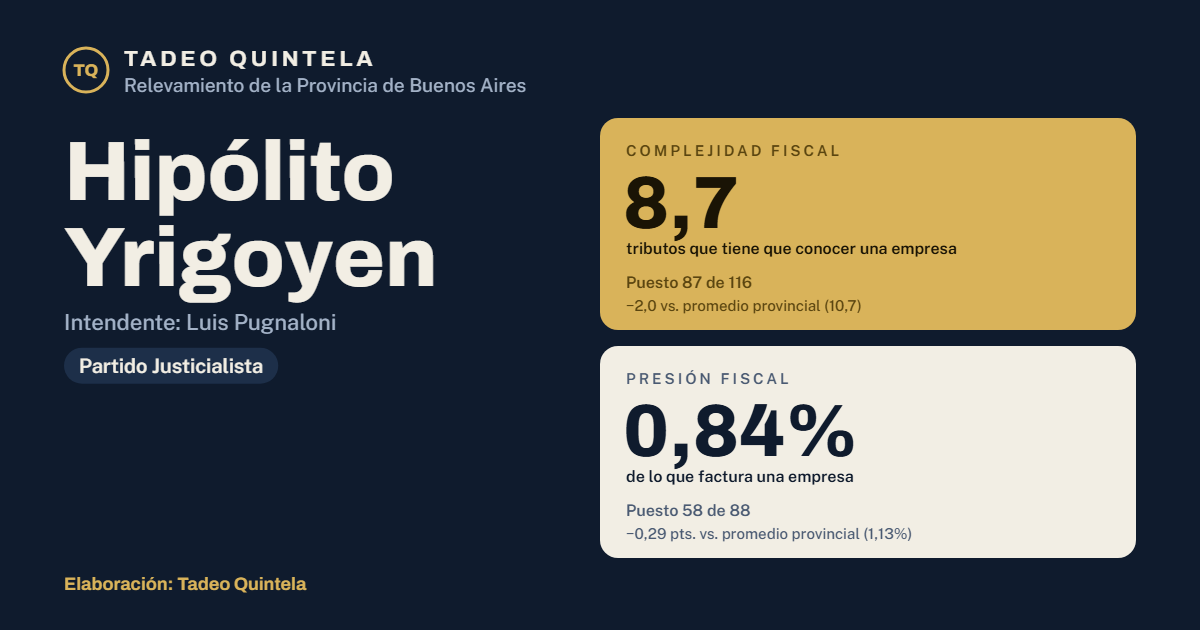 TQ
TADEO QUINTELA
Relevamiento de la Provincia de Buenos Aires
Hipólito
Yrigoyen
Intendente: Luis Pugnaloni
Partido Justicialista
COMPLEJIDAD FISCAL
8,7
tributos que tiene que conocer una empresa
Puesto 87 de 116
−2,0 vs. promedio provincial (10,7)
PRESIÓN FISCAL
0,84%
de lo que factura una empresa
Puesto 58 de 88
−0,29 pts. vs. promedio provincial (1,13%)
Elaboración: Tadeo Quintela